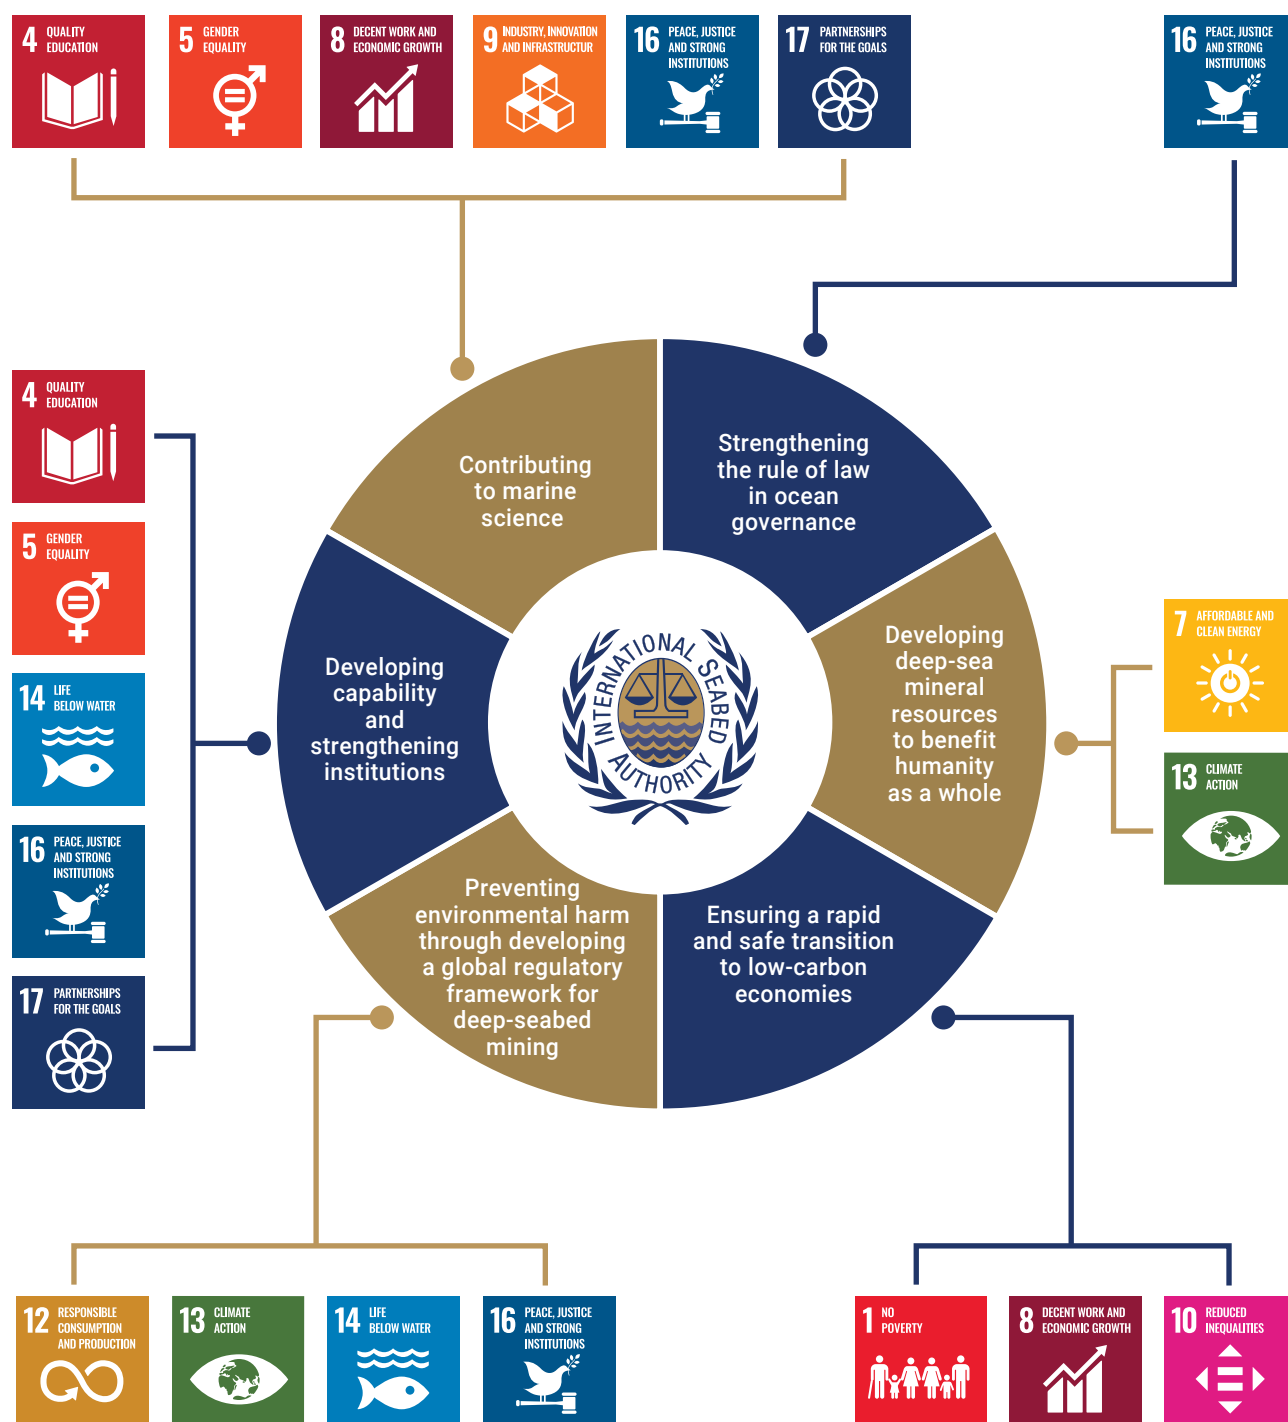 4 QUALITY
EDUCATION
5 GENDER
EQUALITY
8 DECENT WORK AND
ECONOMIC GROWTH
9 INDUSTRY, INNOVATION
AND INFRASTRUCTUR
16 PEACE, JUSTICE
AND STRONG
INSTITUTIONS
17 PARTNERSHIPS
FOR THE GOALS
16 PEACE, JUSTICE
AND STRONG
INSTITUTIONS
4 QUALITY
EDUCATION
5 GENDER
EQUALITY
14 LIFE
BELOW WATER
16 PEACE, JUSTICE
AND STRONG
INSTITUTIONS
17 PARTNERSHIPS
FOR THE GOALS
Contributing
to marine
science
Strengthening
the rule of law
in ocean
governance
Developing
capability
and
strengthening
institutions
INTERNATIONAL SEABED
AUTHORITY
Developing
deep-sea
mineral
resources
to benefit
humanity
as a whole
7 AFFORDABLE AND
CLEAN ENERGY
13 CLIMATE
ACTION
Preventing
environmental harm
through developing
a global regulatory
framework for
deep-seabed
mining
Ensuring a rapid
and safe transition
to low-carbon
economies
12 RESPONSIBLE
CONSUMPTION
AND PRODUCTION
13 CLIMATE
ACTION
14 LIFE
BELOW WATER
16 PEACE, JUSTICE
AND STRONG
INSTITUTIONS
1 NO
POVERTY
8 DECENT WORK AND
ECONOMIC GROWTH
10 REDUCED
INEQUALITIES